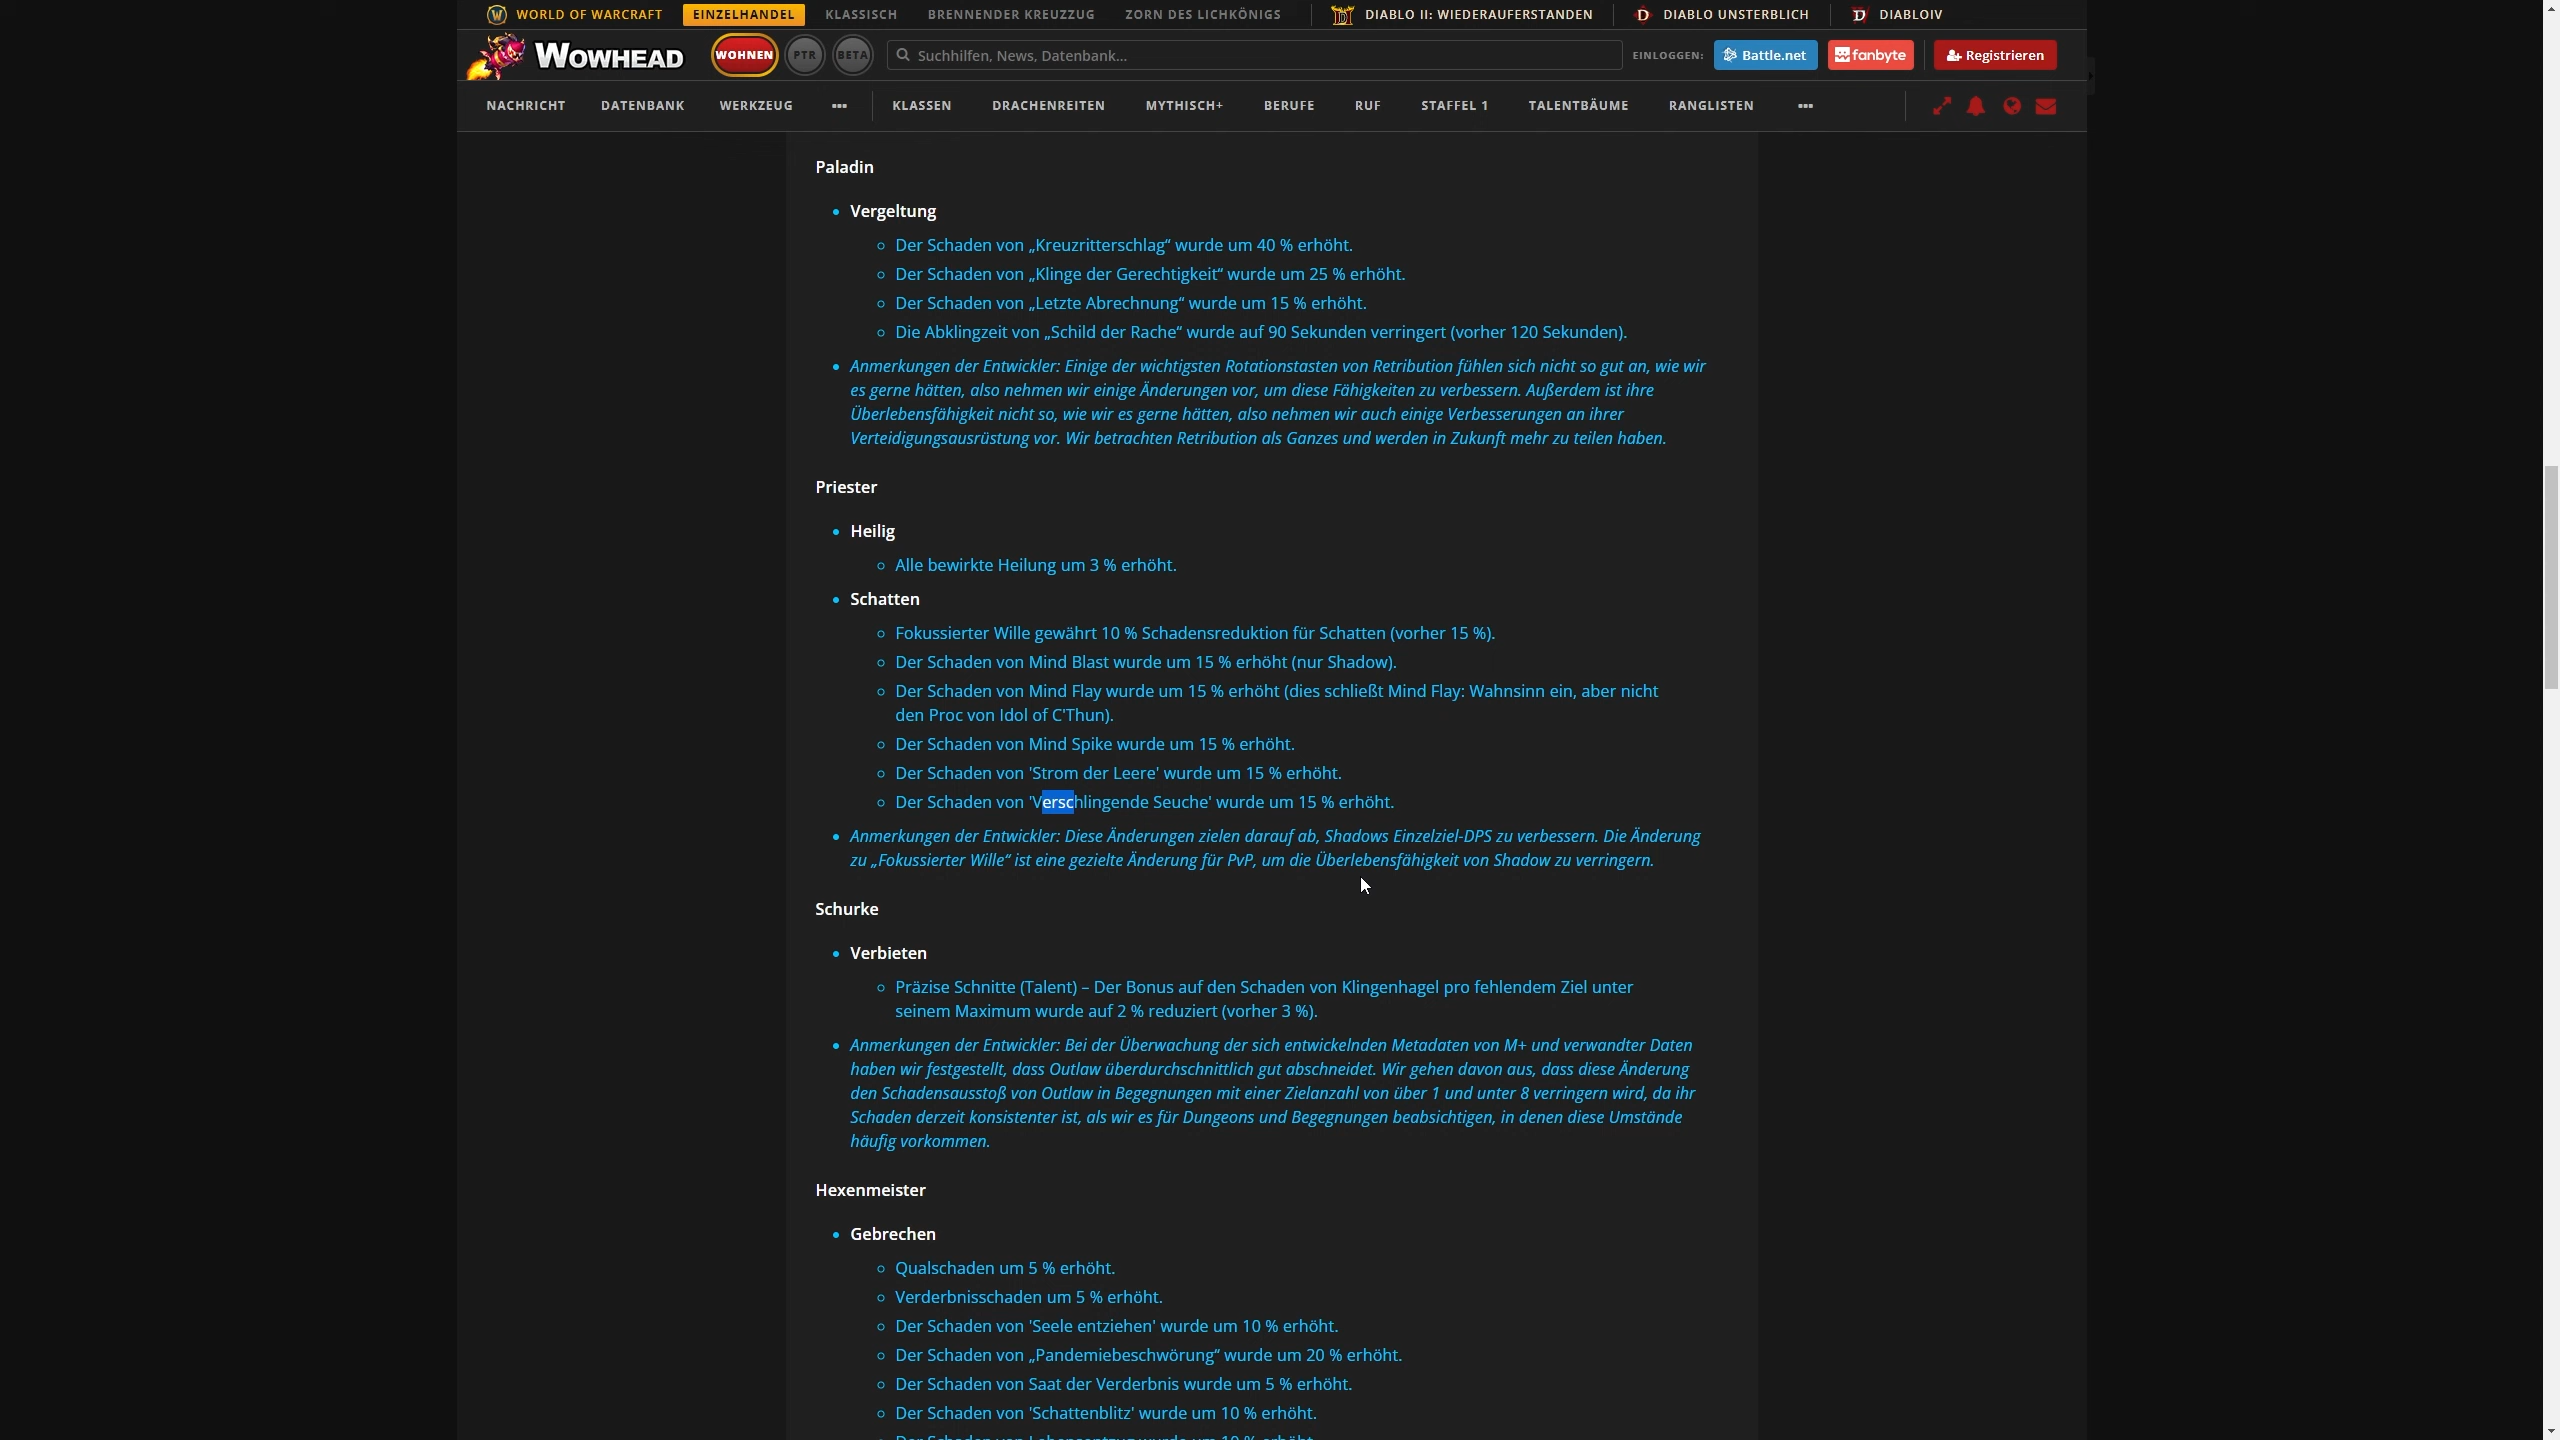 WORLD OF WARCRAFT EINZELHANDEL KLASSISCH BRENNENDER KREUZZUG ZORN DES LICHKÖNIGS DIABLO II: WIEDERAUFERSTANDEN DIABLO UNSTERBLICH DIABLOIV
WOWHEAD WOHNEN PTR BETA Suchhilfen, News, Datenbank... EINLOGGEN: Battle.net fanbyte Registrieren
NACHRICHT DATENBANK WERKZEUG ••• KLASSEN DRACHENREITEN MYTHISCH+ BERUFE RUF STAFFEL 1 TALENTBÄUME RANGLISTEN •••
Paladin
Vergeltung
Der Schaden von „Kreuzritterschlag“ wurde um 40 % erhöht.
Der Schaden von „Klinge der Gerechtigkeit“ wurde um 25 % erhöht.
Der Schaden von „Letzte Abrechnung“ wurde um 15 % erhöht.
Die Abklingzeit von „Schild der Rache“ wurde auf 90 Sekunden verringert (vorher 120 Sekunden).
Anmerkungen der Entwickler: Einige der wichtigsten Rotationstasten von Retribution fühlen sich nicht so gut an, wie wir
es gerne hätten, also nehmen wir einige Änderungen vor, um diese Fähigkeiten zu verbessern. Außerdem ist ihre
Überlebensfähigkeit nicht so, wie wir es gerne hätten, also nehmen wir auch einige Verbesserungen an ihrer
Verteidigungsausrüstung vor. Wir betrachten Retribution als Ganzes und werden in Zukunft mehr zu teilen haben.
Priester
Heilig
Alle bewirkte Heilung um 3 % erhöht.
Schatten
Fokussierter Wille gewährt 10 % Schadensreduktion für Schatten (vorher 15 %).
Der Schaden von Mind Blast wurde um 15 % erhöht (nur Shadow).
Der Schaden von Mind Flay wurde um 15 % erhöht (dies schließt Mind Flay: Wahnsinn ein, aber nicht
den Proc von Idol of C'Thun).
Der Schaden von Mind Spike wurde um 15 % erhöht.
Der Schaden von 'Strom der Leere' wurde um 15 % erhöht.
Der Schaden von 'Verschlingende Seuche' wurde um 15 % erhöht.
Anmerkungen der Entwickler: Diese Änderungen zielen darauf ab, Shadows Einzelziel-DPS zu verbessern. Die Änderung
zu „Fokussierter Wille“ ist eine gezielte Änderung für PvP, um die Überlebensfähigkeit von Shadow zu verringern.
Schurke
Verbieten
Präzise Schnitte (Talent) – Der Bonus auf den Schaden von Klingenhagel pro fehlendem Ziel unter
seinem Maximum wurde auf 2 % reduziert (vorher 3 %).
Anmerkungen der Entwickler: Bei der Überwachung der sich entwickelnden Metadaten von M+ und verwandter Daten
haben wir festgestellt, dass Outlaw überdurchschnittlich gut abschneidet. Wir gehen davon aus, dass diese Änderung
den Schadensausstoß von Outlaw in Begegnungen mit einer Zielanzahl von über 1 und unter 8 verringern wird, da ihr
Schaden derzeit konsistenter ist, als wir es für Dungeons und Begegnungen beabsichtigen, in denen diese Umstände
häufig vorkommen.
Hexenmeister
Gebrechen
Qualschaden um 5 % erhöht.
Verderbnisschaden um 5 % erhöht.
Der Schaden von 'Seele entziehen' wurde um 10 % erhöht.
Der Schaden von „Pandemiebeschwörung“ wurde um 20 % erhöht.
Der Schaden von Saat der Verderbnis wurde um 5 % erhöht.
Der Schaden von 'Schattenblitz' wurde um 10 % erhöht.